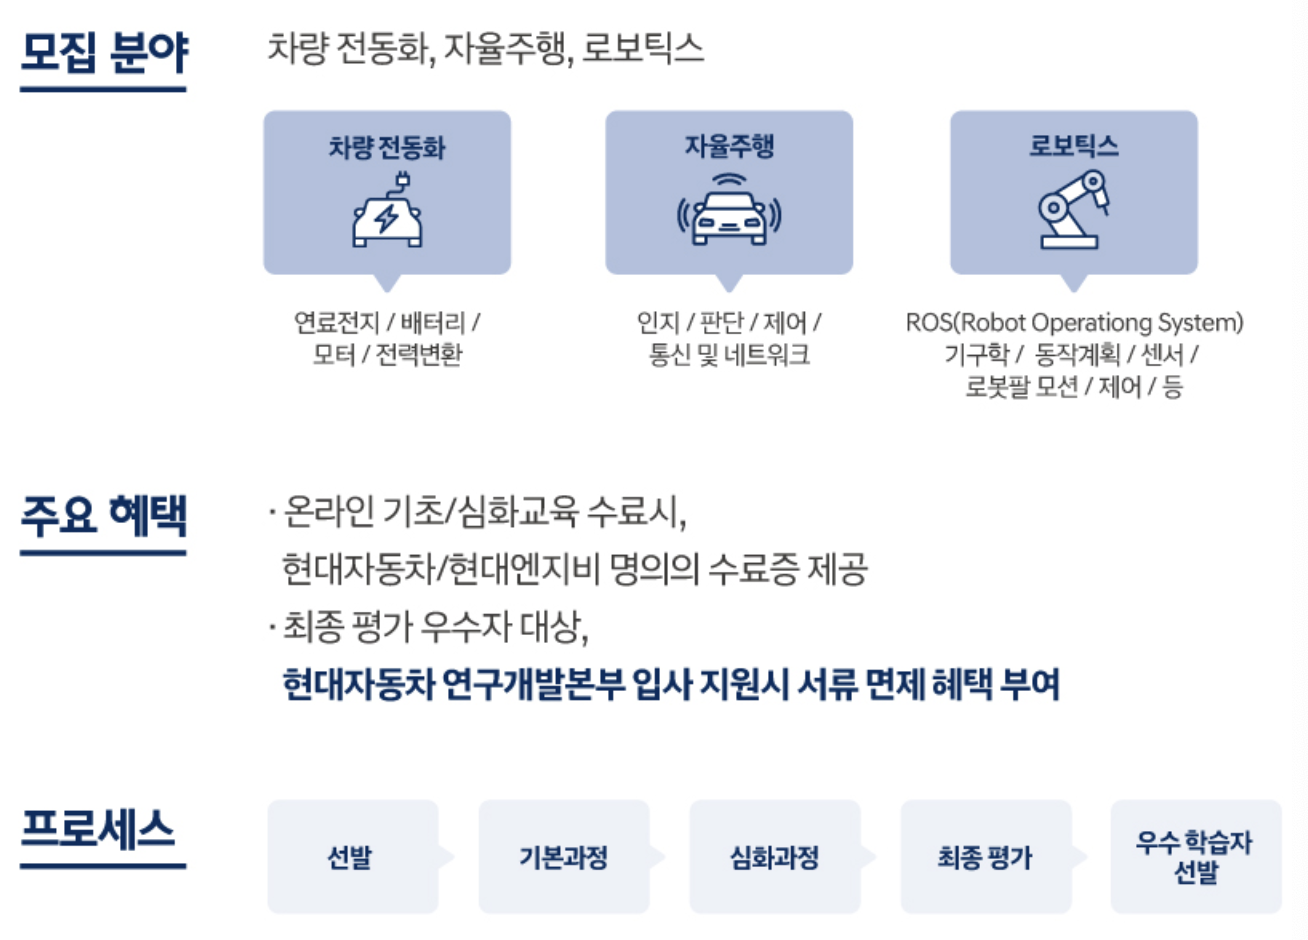 모집 분야
차량 전동화, 자율주행, 로보틱스
차량 전동화
연료전지 / 배터리 /
모터 / 전력변환
자율주행
인지 / 판단 / 제어 /
통신 및 네트워크
로보틱스
ROS(Robot Operationg System)
기구학 / 동작계획 / 센서 /
로봇팔 모션 / 제어 / 등
주요 혜택
· 온라인 기초/심화교육 수료시,
현대자동차/현대엔지비 명의의 수료증 제공
· 최종 평가 우수자 대상,
현대자동차 연구개발본부 입사 지원시 서류 면제 혜택 부여
프로세스
선발
기본과정
심화과정
최종 평가
우수 학습자
선발